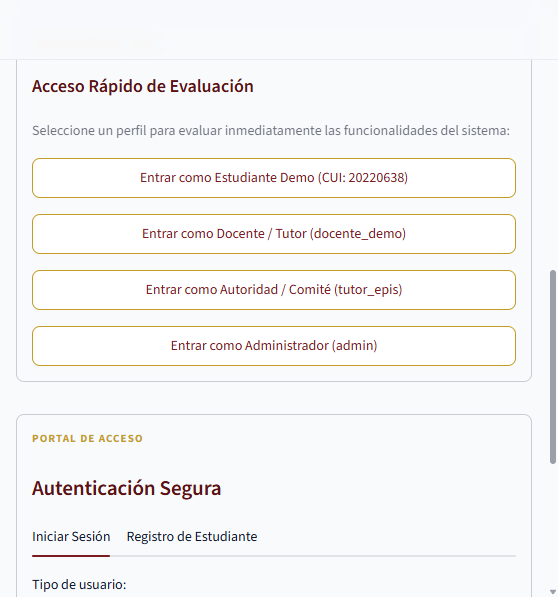 Acceso Rápido de Evaluación
Seleccione un perfil para evaluar inmediatamente las funcionalidades del sistema:
Entrar como Estudiante Demo (CUI: 20220638)
Entrar como Docente / Tutor (docente_demo)
Entrar como Autoridad / Comité (tutor_epis)
Entrar como Administrador (admin)
PORTAL DE ACCESO
Autenticación Segura
Iniciar Sesión Registro de Estudiante
Tipo de usuario: